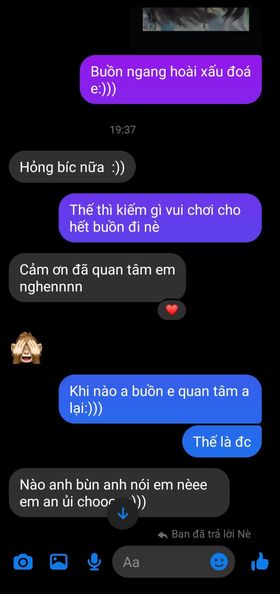 Buồn ngang hoài xấu đoá
e:)))
19:37
Hỏng bíc nữa :))
Thế thì kiếm gì vui chơi cho
hết buồn đi nè
Cảm ơn đã quan tâm em
nghennnn
Khi nào a buồn e quan tâm a
lại:)))
Thế là đc
Nào anh bùn anh nói em nèee
em an ủi
Bạn đã trả lời Nè
Aa